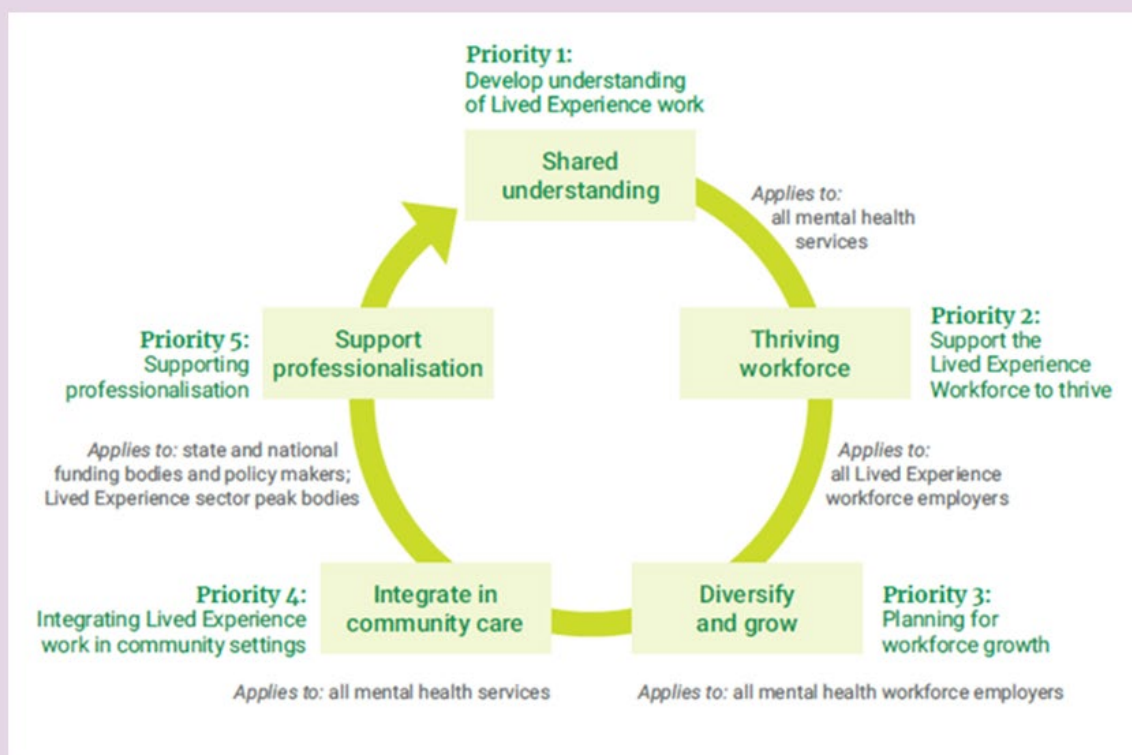 Priority 1:
Develop understanding
of Lived Experience work
Shared
understanding
Applies to:
all mental health
services
Priority 2:
Support the
Lived Experience
Workforce to thrive
Thriving
workforce
Applies to:
all Lived Experience
workforce employers
Priority 3:
Planning for
workforce growth
Diversify
and grow
Applies to: all mental health workforce employers
Priority 4:
Integrating Lived Experience
work in community settings
Integrate in
community care
Applies to: all mental health services
Priority 5:
Supporting
professionalisation
Support
professionalisation
Applies to: state and national
funding bodies and policy makers;
Lived Experience sector peak bodies